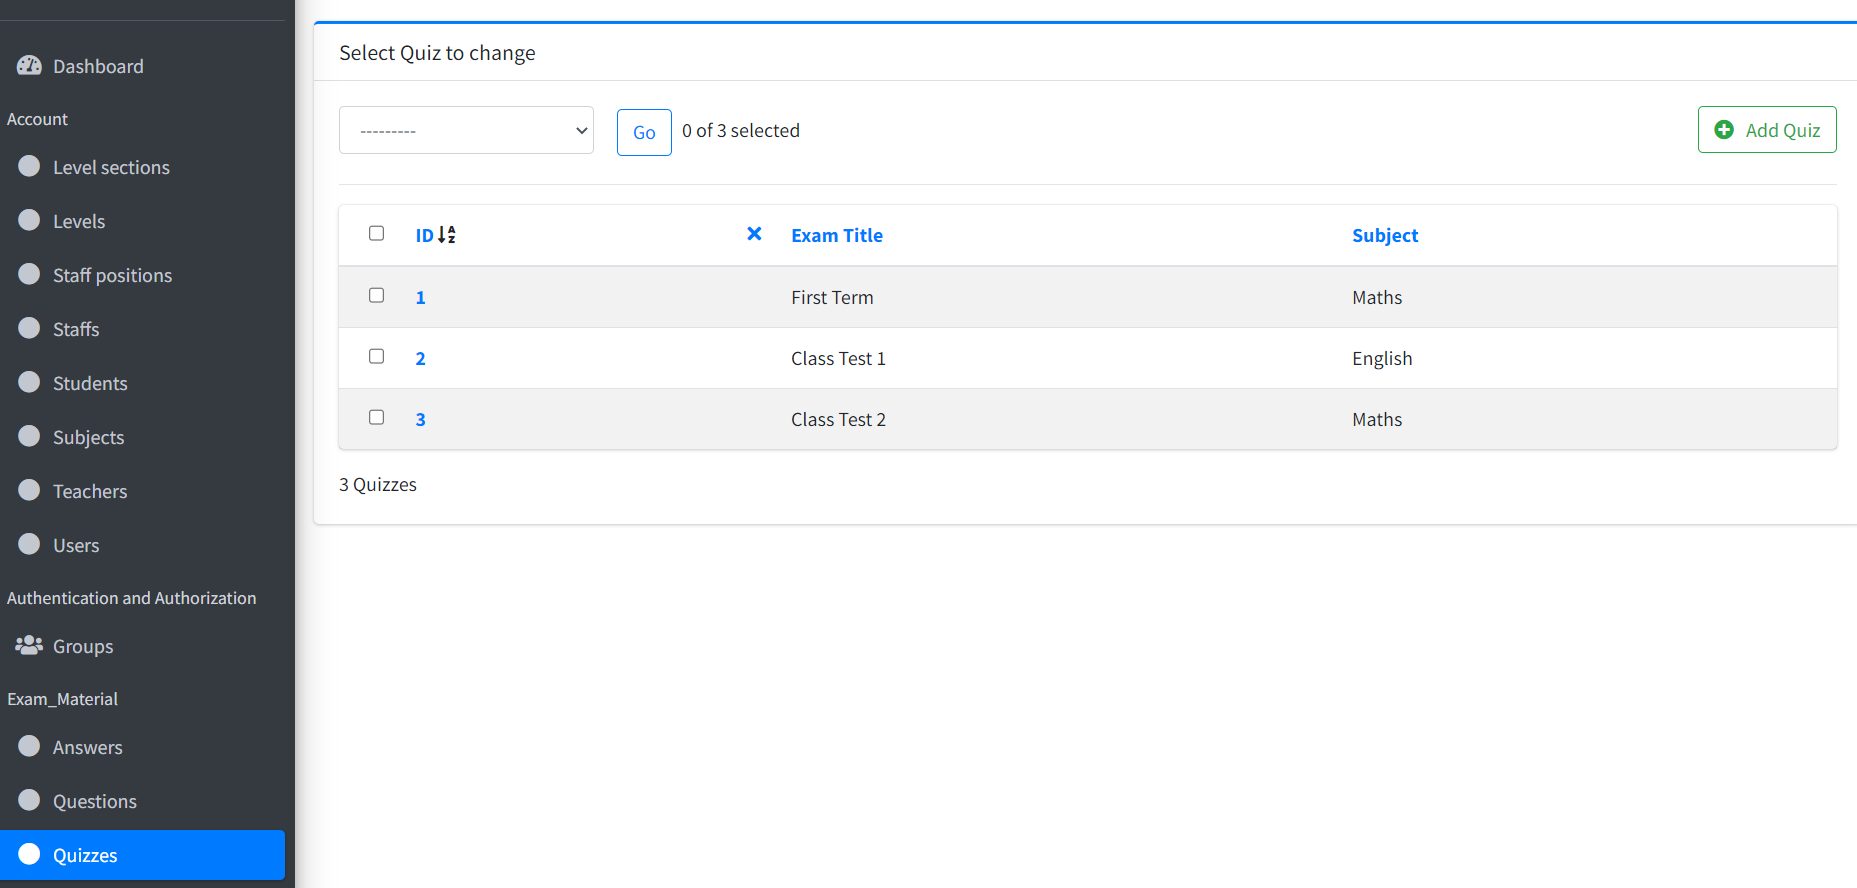 Dashboard
Account
Level sections
Levels
Staff positions
Staffs
Students
Subjects
Teachers
Users
Authentication and Authorization
Groups
Exam_Material
Answers
Questions
Quizzes
Select Quiz to change
---------
Go
0 of 3 selected
Add Quiz
ID Exam Title Subject
1 First Term Maths
2 Class Test 1 English
3 Class Test 2 Maths
3 Quizzes